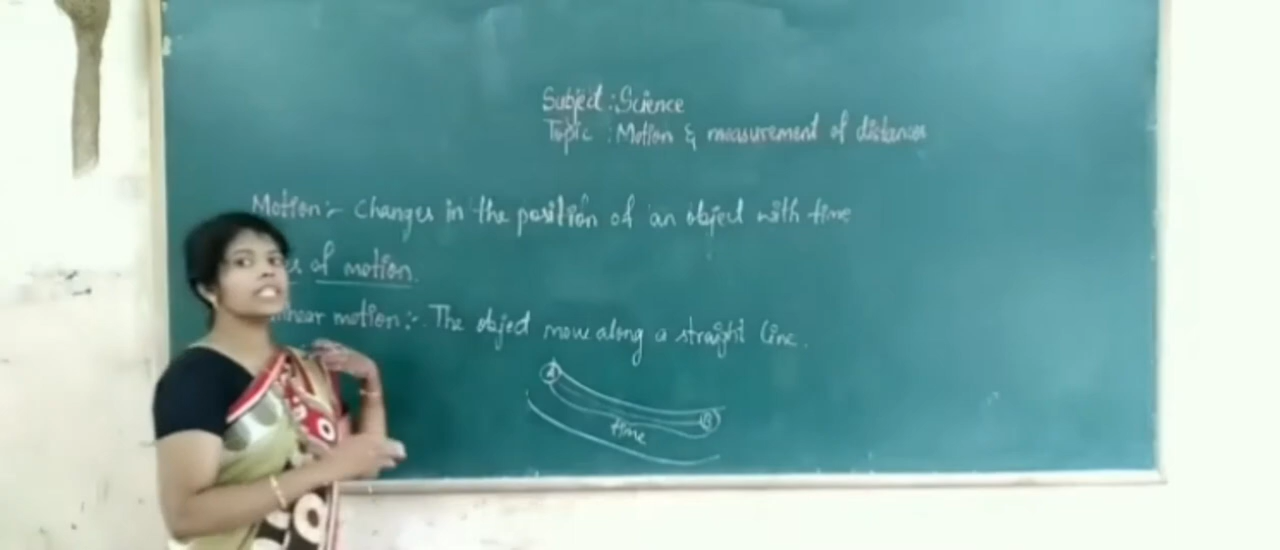 Subject :- Science
Topic : Motion & measurement of distances
Motion :- Changes in the position of an object with time
of motion.
motion :- The object move along a straight line.
A
B
time